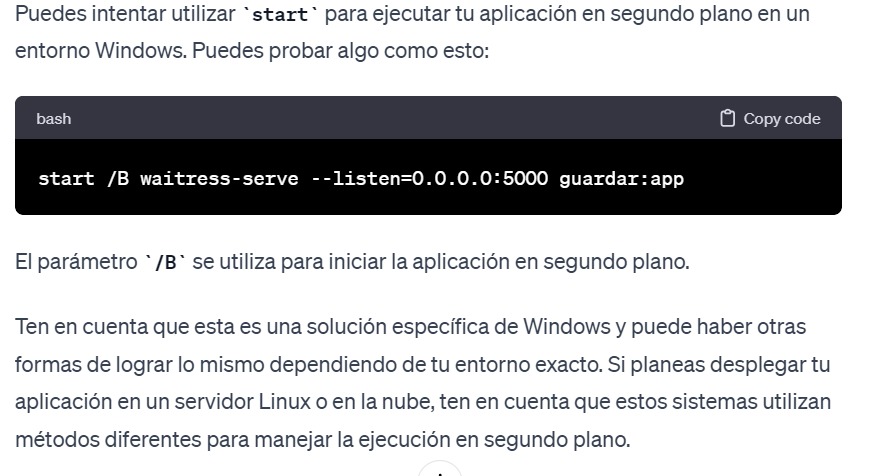 Puedes intentar utilizar `start` para ejecutar tu aplicación en segundo plano en un
entorno Windows. Puedes probar algo como esto:
bash
Copy code
start /B waitress-serve --listen=0.0.0.0:5000 guardar:app
El parámetro `/B` se utiliza para iniciar la aplicación en segundo plano.
Ten en cuenta que esta es una solución específica de Windows y puede haber otras
formas de lograr lo mismo dependiendo de tu entorno exacto. Si planeas desplegar tu
aplicación en un servidor Linux o en la nube, ten en cuenta que estos sistemas utilizan
métodos diferentes para manejar la ejecución en segundo plano.